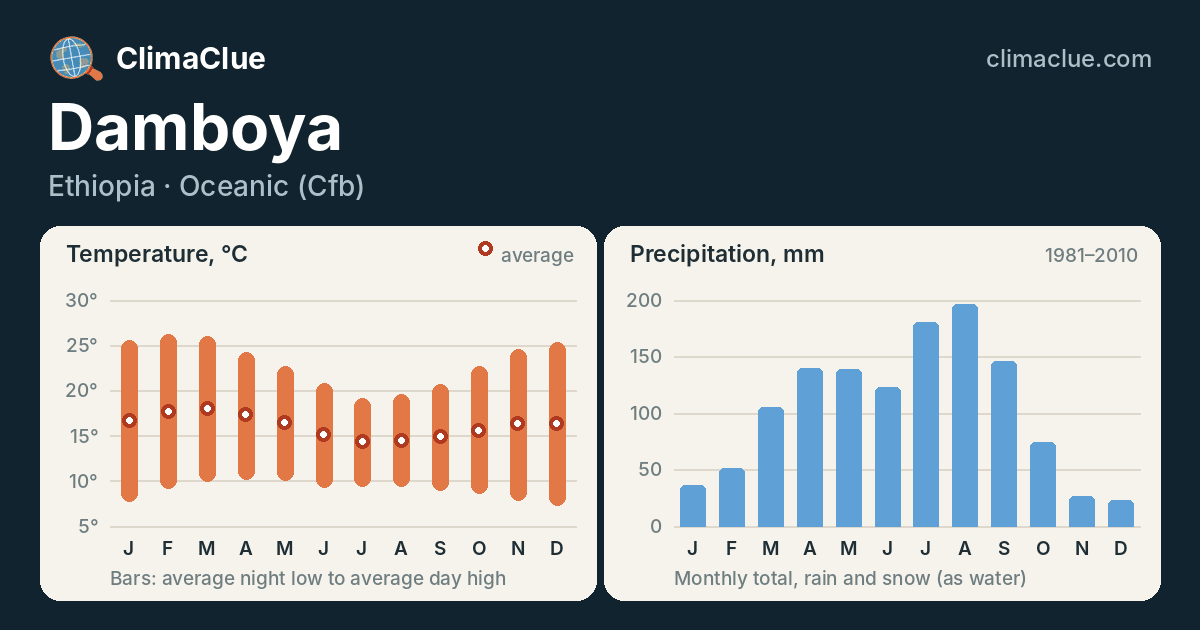 ClimaClue
climaclue.com
Damboya
Ethiopia · Oceanic (Cfb)
Temperature, °C
average
30°
25°
20°
15°
10°
5°
J F M A M J J A S O N D
Bars: average night low to average day high
Precipitation, mm
1981–2010
200
150
100
50
0
J F M A M J J A S O N D
Monthly total, rain and snow (as water)